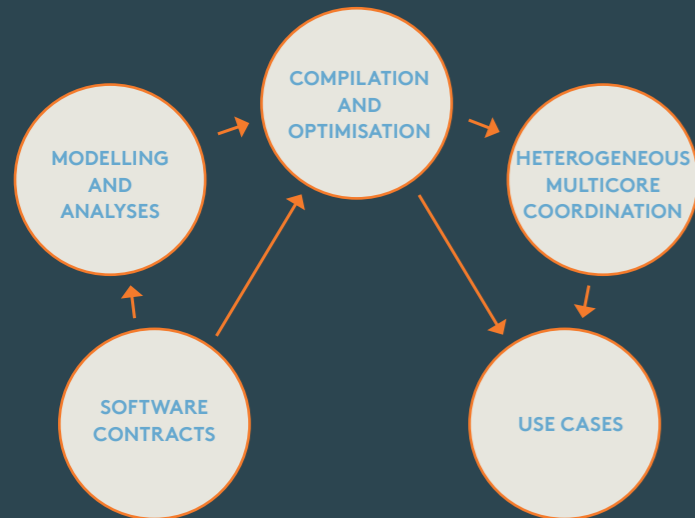 COMPILATION
AND
OPTIMISATION
MODELLING
AND
ANALYSES
HETEROGENEOUS
MULTICORE
COORDINATION
SOFTWARE
CONTRACTS
USE CASES